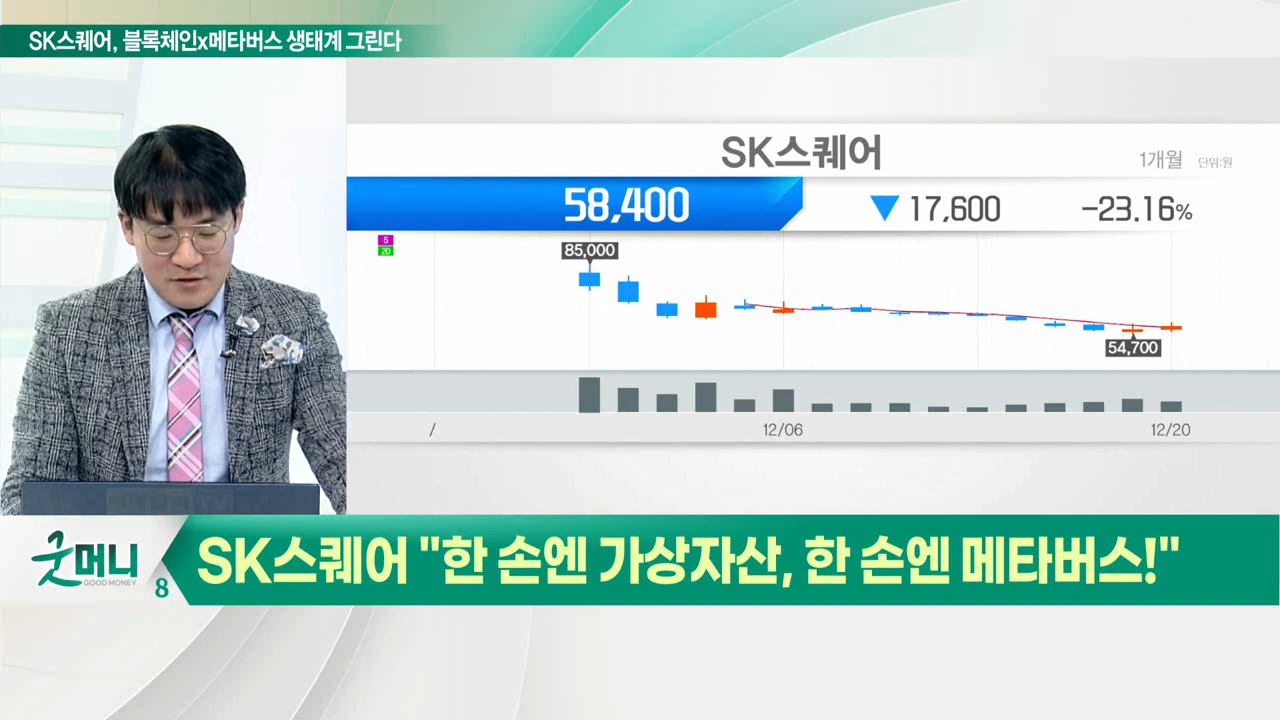 SK스퀘어, 블록체인x메타버스 생태계 그린다
SK스퀘어
1개월 단위:원
58,400 ▼ 17,600 -23.16%
5
20
85,000
54,700
/ 12/06 12/20
굿머니
GOOD MONEY
8
SK스퀘어 "한 손엔 가상자산, 한 손엔 메타버스!"